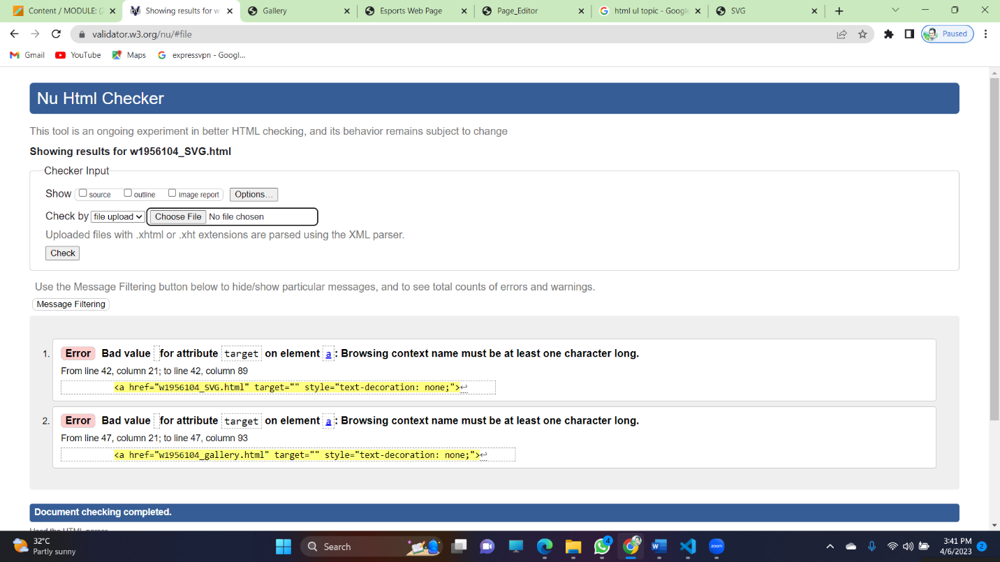 Content / MODULE: (2
Showing results for w
Gallery
Esports Web Page
Page_Editor
html ul topic - Google
SVG
validator.w3.org/nu/#file
Paused
Gmail
YouTube
Maps
expressvpn - Googl...
Nu Html Checker
This tool is an ongoing experiment in better HTML checking, and its behavior remains subject to change
Showing results for w1956104_SVG.html
Checker Input
Show source outline image report Options...
Check by file upload Choose File No file chosen
Uploaded files with .xhtml or .xht extensions are parsed using the XML parser.
Check
Use the Message Filtering button below to hide/show particular messages, and to see total counts of errors and warnings.
Message Filtering
1. Error Bad value for attribute target on element a: Browsing context name must be at least one character long.
From line 42, column 21; to line 42, column 89
<a href="w1956104_SVG.html" target="" style="text-decoration: none;">↩
2. Error Bad value for attribute target on element a: Browsing context name must be at least one character long.
From line 47, column 21; to line 47, column 93
<a href="w1956104_gallery.html" target="" style="text-decoration: none;">↩
Document checking completed.
Used the HTML parser
32°C
Partly sunny
Search
4
zoom
3:41 PM
4/6/2023
2